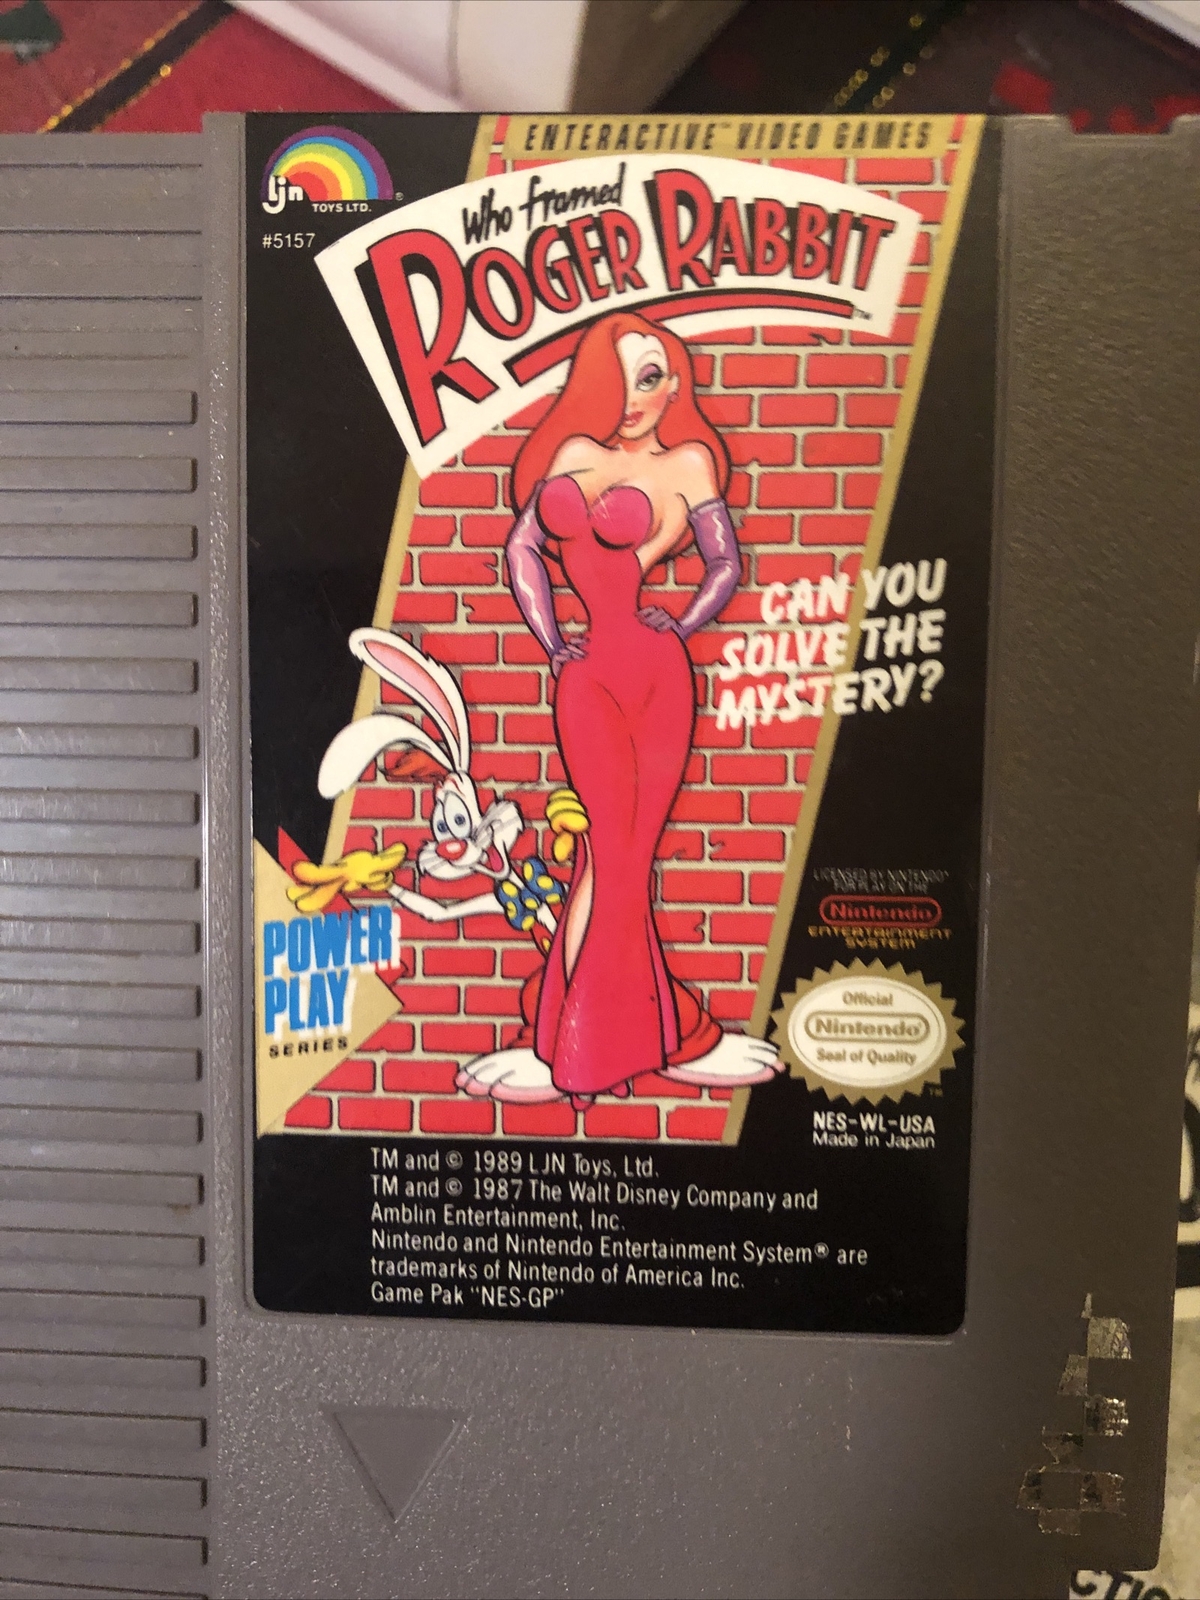 ENTERACTIVE™ VIDEO GAMES
ljn®
TOYS LTD.
#5157
Who framed
ROGER RABBIT™
CAN YOU
SOLVE THE
MYSTERY?
POWER
PLAY
SERIES
LICENSED BY NINTENDO®
FOR PLAY ON THE
Nintendo
ENTERTAINMENT
SYSTEM™
Official
Nintendo®
Seal of Quality
™
NES-WL-USA
Made in Japan
TM and © 1989 LJN Toys, Ltd.
TM and © 1987 The Walt Disney Company and
Amblin Entertainment, Inc.
Nintendo and Nintendo Entertainment System® are
trademarks of Nintendo of America Inc.
Game Pak "NES-GP"